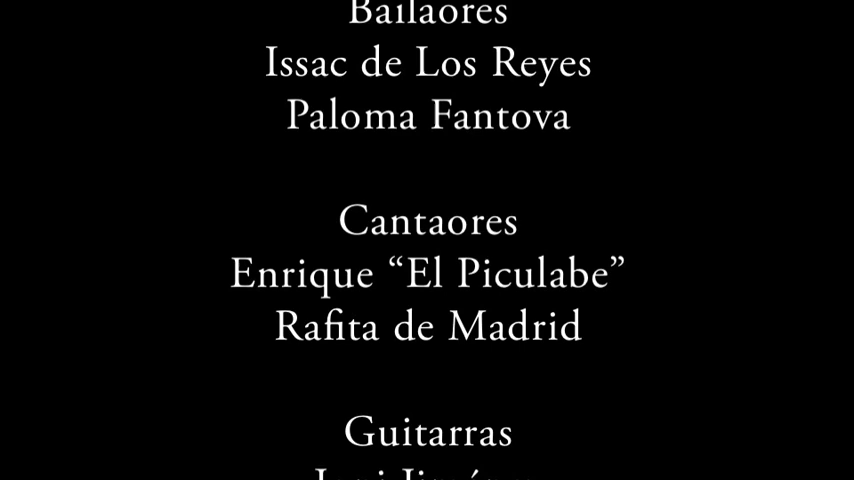 Bailaores
Issac de Los Reyes
Paloma Fantova
Cantaores
Enrique “El Piculabe”
Rafita de Madrid
Guitarras